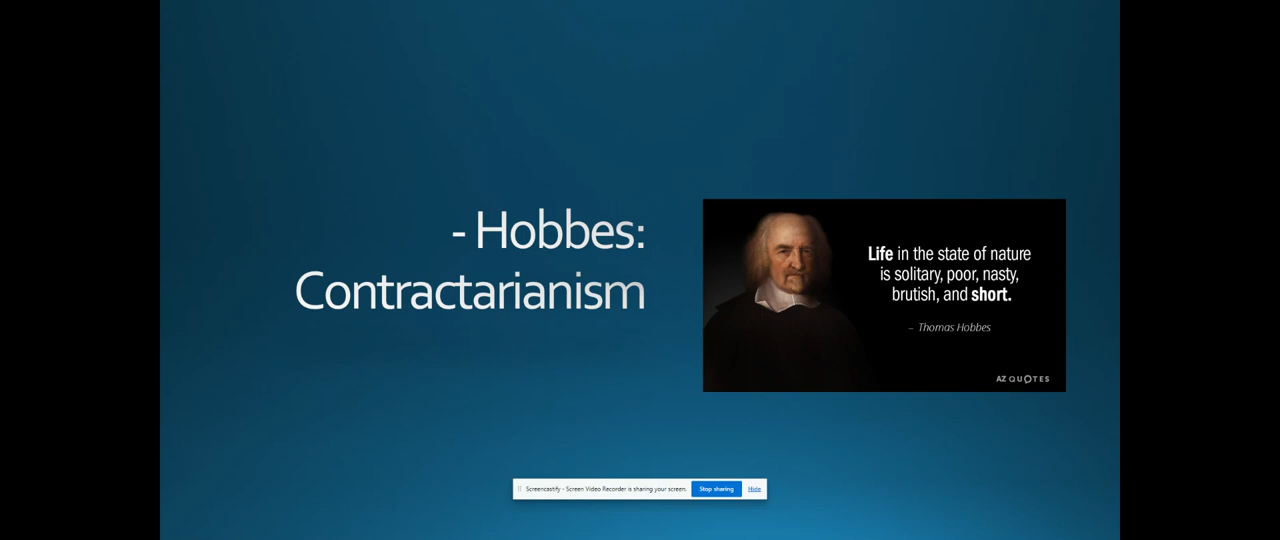 - Hobbes:
Contractarianism
Life in the state of nature
is solitary, poor, nasty,
brutish, and short.
– Thomas Hobbes
AZ QUOTES
Screencastify - Screen Video Recorder is sharing your screen. Stop sharing Hide